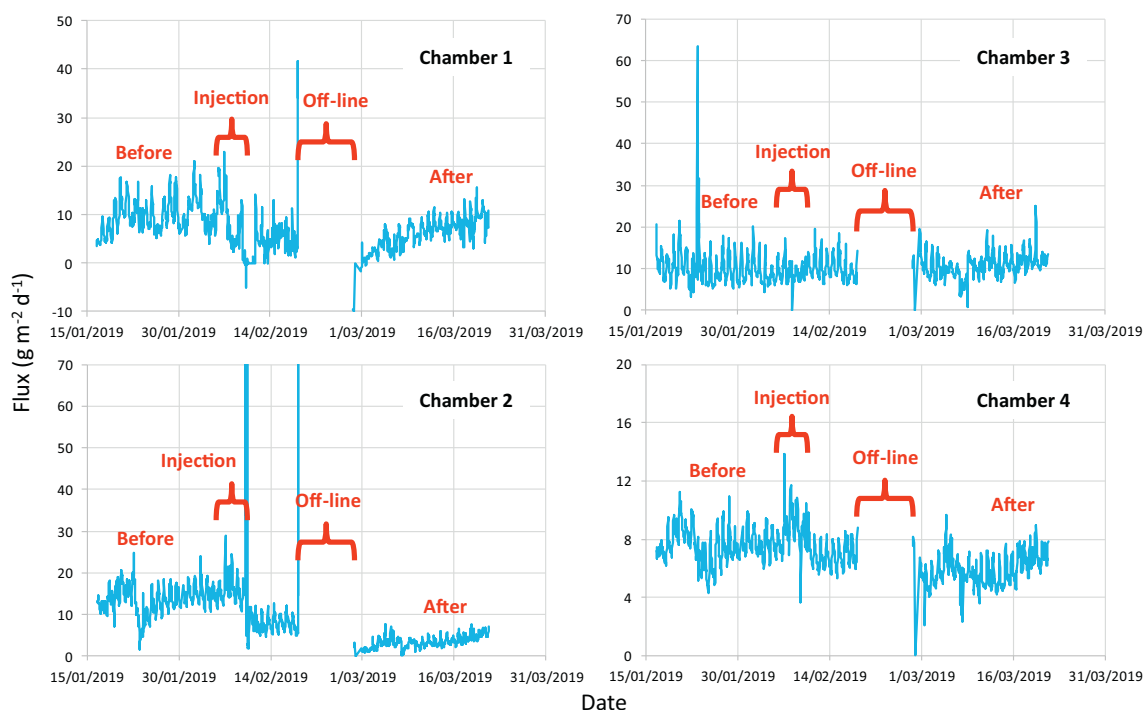 Flux (g m-2 d-1)
50
40
30
20
10
0
-10
Chamber 1
Injection
Off-line
Before
After
15/01/2019 30/01/2019 14/02/2019 1/03/2019 16/03/2019 31/03/2019
70
60
50
40
30
20
10
0
Chamber 3
Injection
Off-line
Before
After
15/01/2019 30/01/2019 14/02/2019 1/03/2019 16/03/2019 31/03/2019
70
60
50
40
30
20
10
0
Chamber 2
Injection
Off-line
Before
After
15/01/2019 30/01/2019 14/02/2019 1/03/2019 16/03/2019 31/03/2019
20
16
12
8
4
0
Chamber 4
Injection
Off-line
Before
After
15/01/2019 30/01/2019 14/02/2019 1/03/2019 16/03/2019 31/03/2019
Date